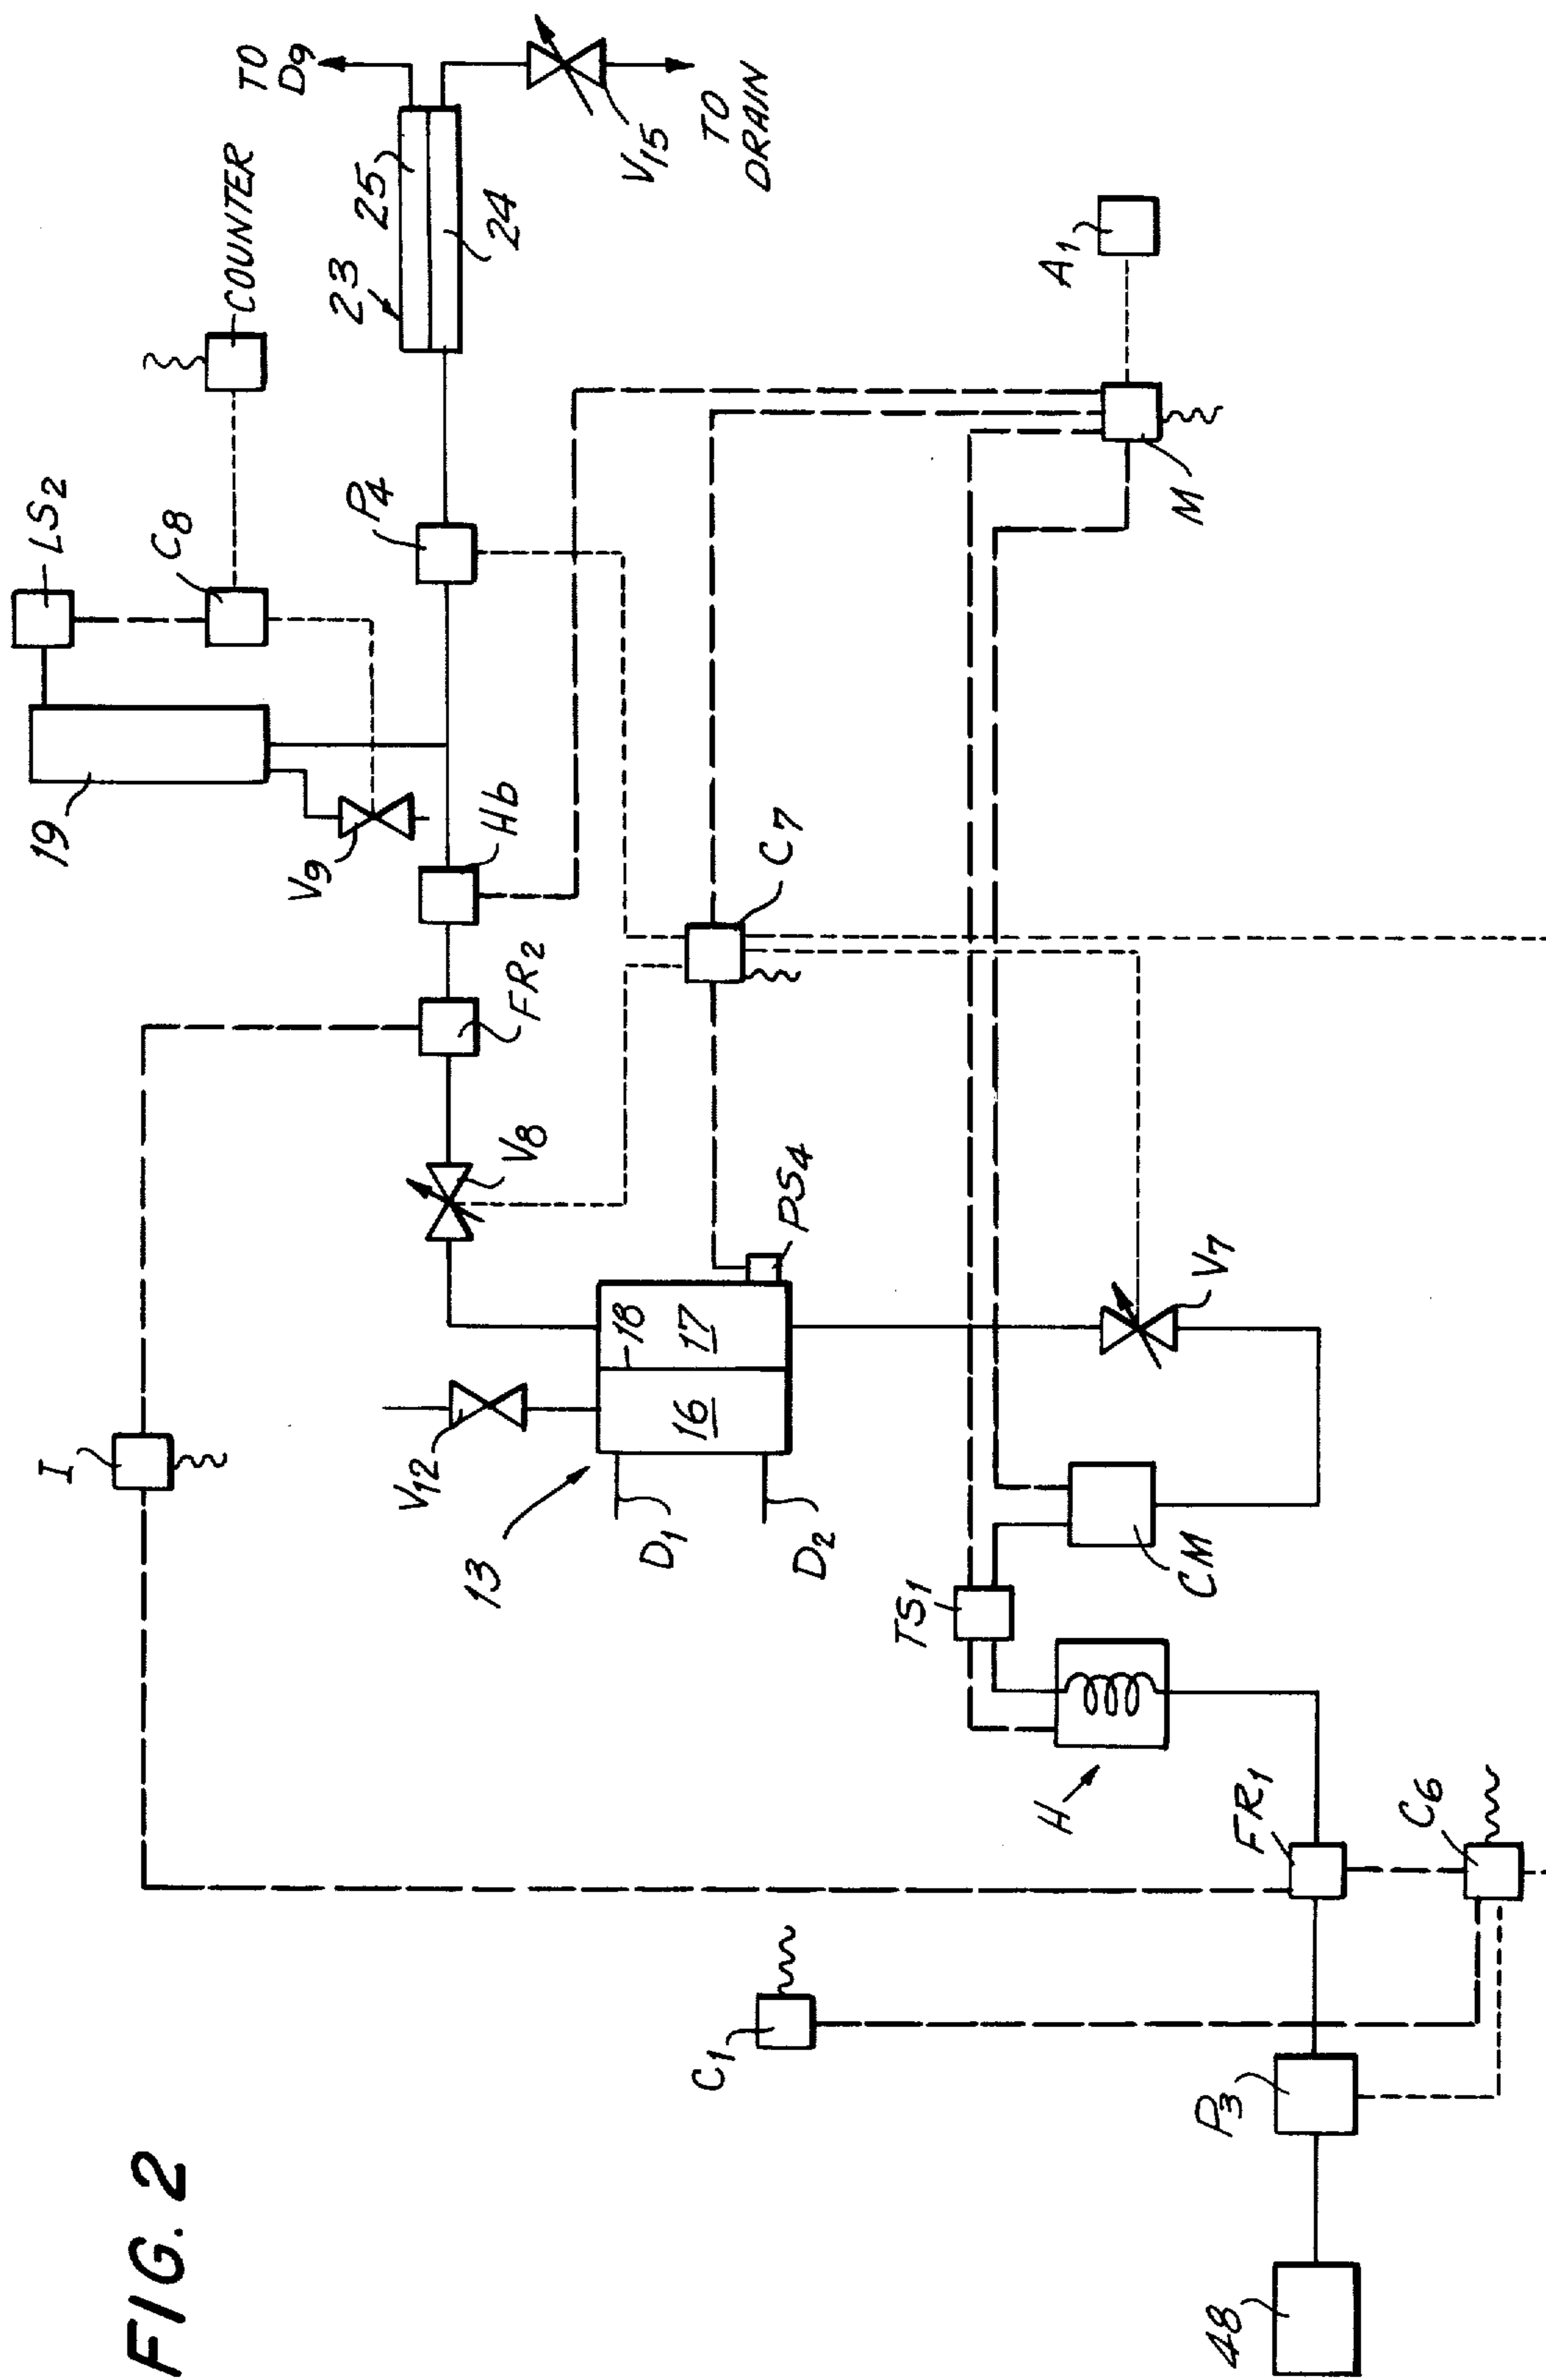 FIG. 2
TO
D9
COUNTER
LS2
C8
25
23
24
V15
TO
DRAIN
P4
A1
19
V9
Hb
FR2
C7
M
V8
PS4
I
V12
18
17
16
13
D1
D2
V7
TS1
CM
H
FR1
C6
C1
P3
48